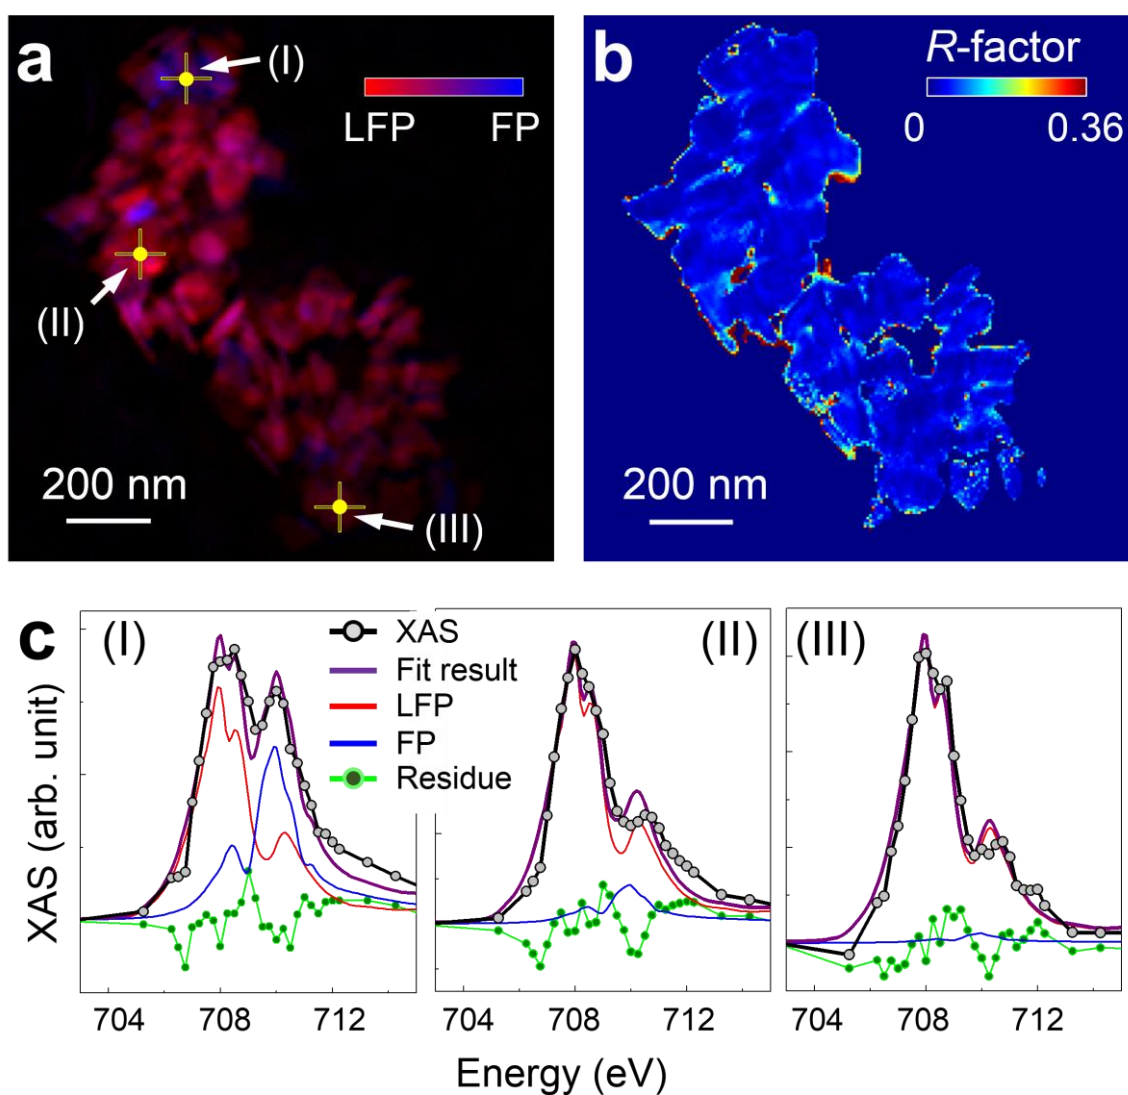 a
(I)
LFP FP
(II)
200 nm
(III)
b
R-factor
0 0.36
200 nm
c
(I)
XAS
Fit result
LFP
FP
Residue
(II)
(III)
XAS (arb. unit)
704 708 712
704 708 712
704 708 712
Energy (eV)